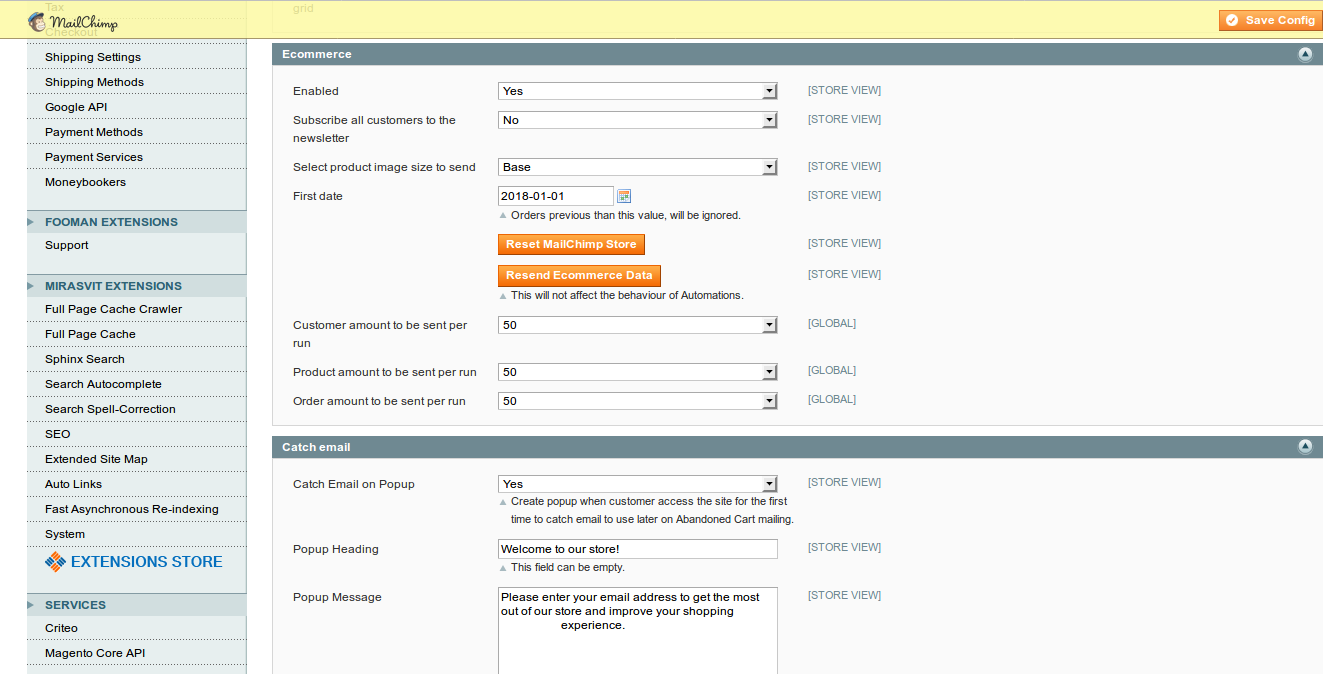 Tax
grid
MailChimp
Save Config
Checkout
Shipping Settings
Shipping Methods
Google API
Payment Methods
Payment Services
Moneybookers
FOOMAN EXTENSIONS
Support
MIRASVIT EXTENSIONS
Full Page Cache Crawler
Full Page Cache
Sphinx Search
Search Autocomplete
Search Spell-Correction
SEO
Extended Site Map
Auto Links
Fast Asynchronous Re-indexing
System
EXTENSIONS STORE
SERVICES
Criteo
Magento Core API
Ecommerce
Enabled
Yes
[STORE VIEW]
Subscribe all customers to the
newsletter
No
[STORE VIEW]
Select product image size to send
Base
[STORE VIEW]
First date
2018-01-01
[STORE VIEW]
Orders previous than this value, will be ignored.
Reset MailChimp Store
[STORE VIEW]
Resend Ecommerce Data
[STORE VIEW]
This will not affect the behaviour of Automations.
Customer amount to be sent per
run
50
[GLOBAL]
Product amount to be sent per run
50
[GLOBAL]
Order amount to be sent per run
50
[GLOBAL]
Catch email
Catch Email on Popup
Yes
[STORE VIEW]
Create popup when customer access the site for the first
time to catch email to use later on Abandoned Cart mailing.
Popup Heading
Welcome to our store!
[STORE VIEW]
This field can be empty.
Popup Message
Please enter your email address to get the most
out of our store and improve your shopping
experience.
[STORE VIEW]